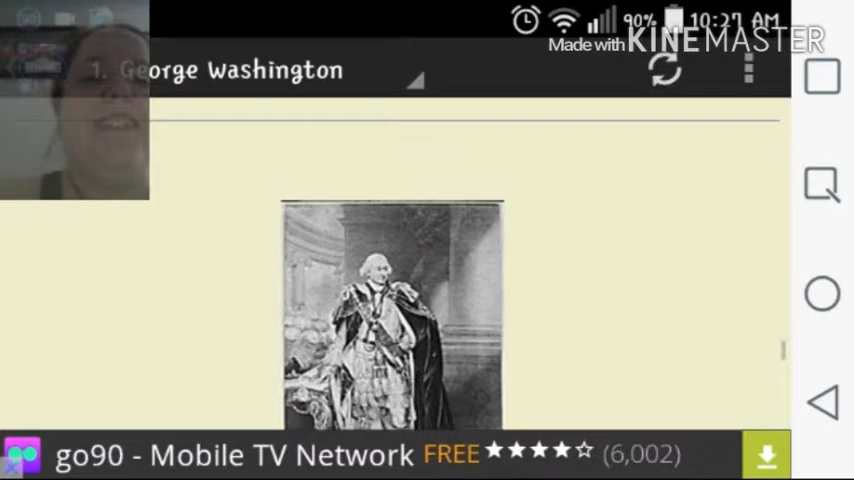 90% 10:27 AM
Made with KINEMASTER
1. George Washington
go90 - Mobile TV Network FREE ★★★★☆ (6,002)